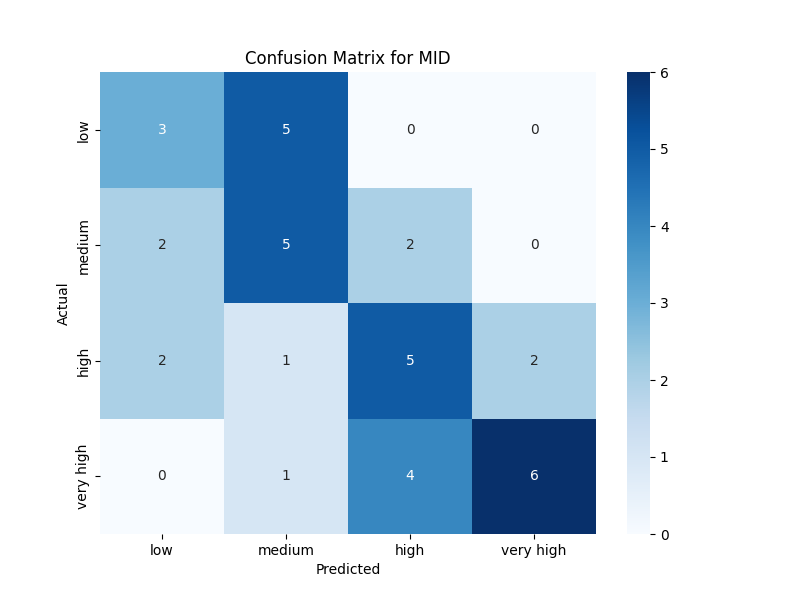 Confusion Matrix for MID
Actual
low
3 5 0 0
medium
2 5 2 0
high
2 1 5 2
very high
0 1 4 6
low medium high very high
Predicted
6
5
4
3
2
1
0